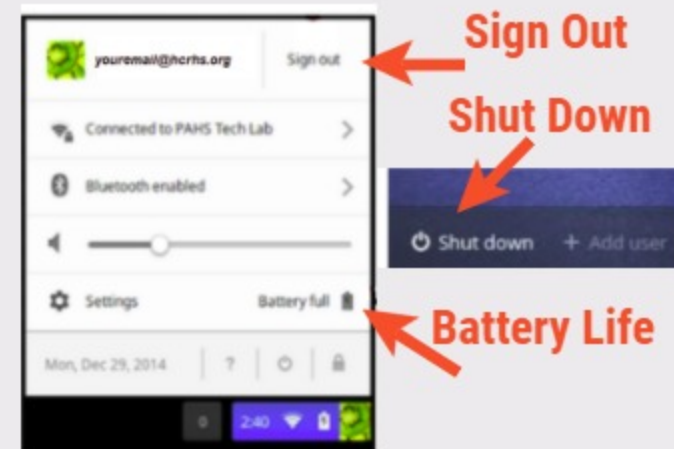 Sign Out
youremail@hcrhs.org Sign out
Shut Down
Connected to PAHS Tech Lab
Bluetooth enabled
Shut down + Add user
Settings Battery full
Battery Life
Mon, Dec 29, 2014 ?
0 2:40